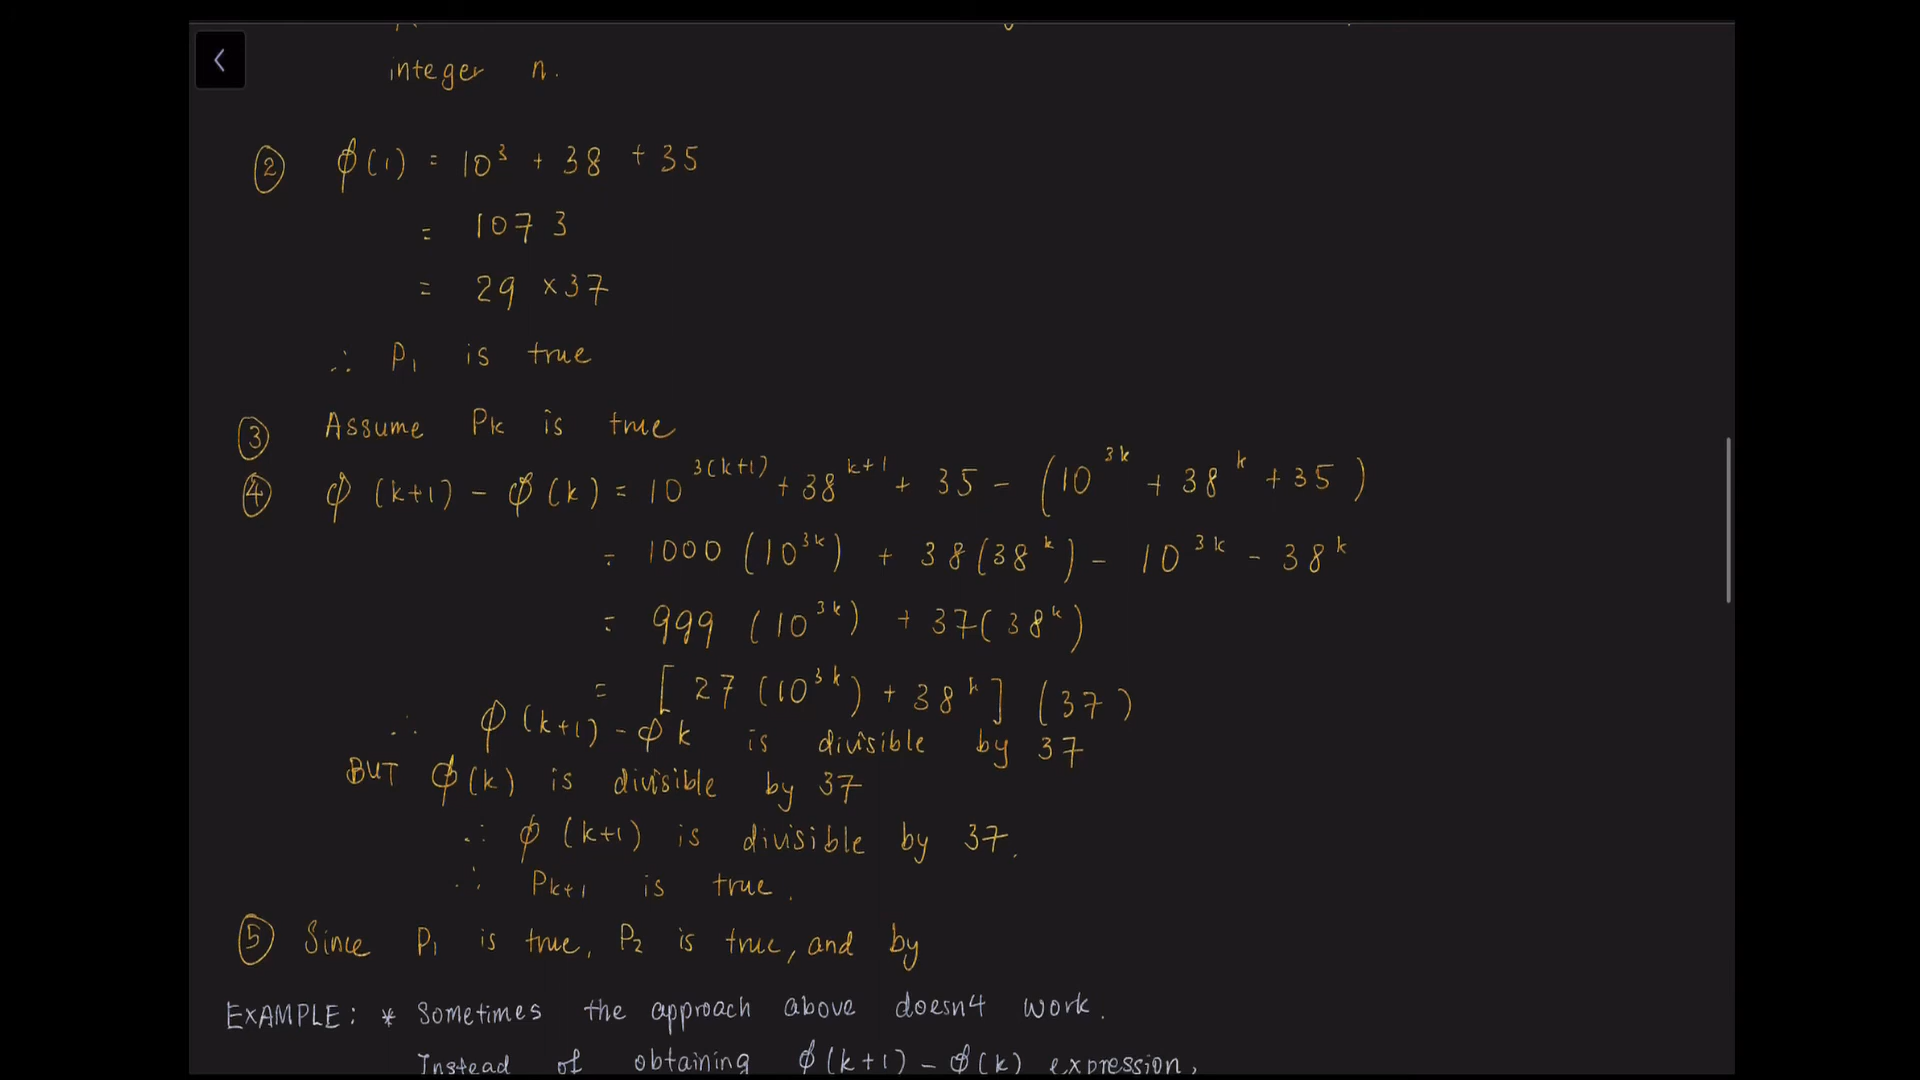 integer n.
② ϕ(1) = 10³ + 38 + 35
= 1073
= 29 × 37
∴ P₁ is true
③ Assume Pk is true
④ ϕ(k+1) - ϕ(k) = 10^3(k+1) + 38^k+1 + 35 - (10^3k + 38^k + 35)
= 1000 (10^3k) + 38(38^k) - 10^3k - 38^k
= 999 (10^3k) + 37(38^k)
= [27 (10^3k) + 38^k] (37)
∴ ϕ(k+1) - ϕk is divisible by 37
BUT ϕ(k) is divisible by 37
∴ ϕ(k+1) is divisible by 37.
∴ Pk+1 is true.
⑤ Since P₁ is true, P₂ is true, and by
EXAMPLE: * Sometimes the approach above doesn4 work.
Instead of obtaining ϕ(k+1) - ϕ(k) expression,